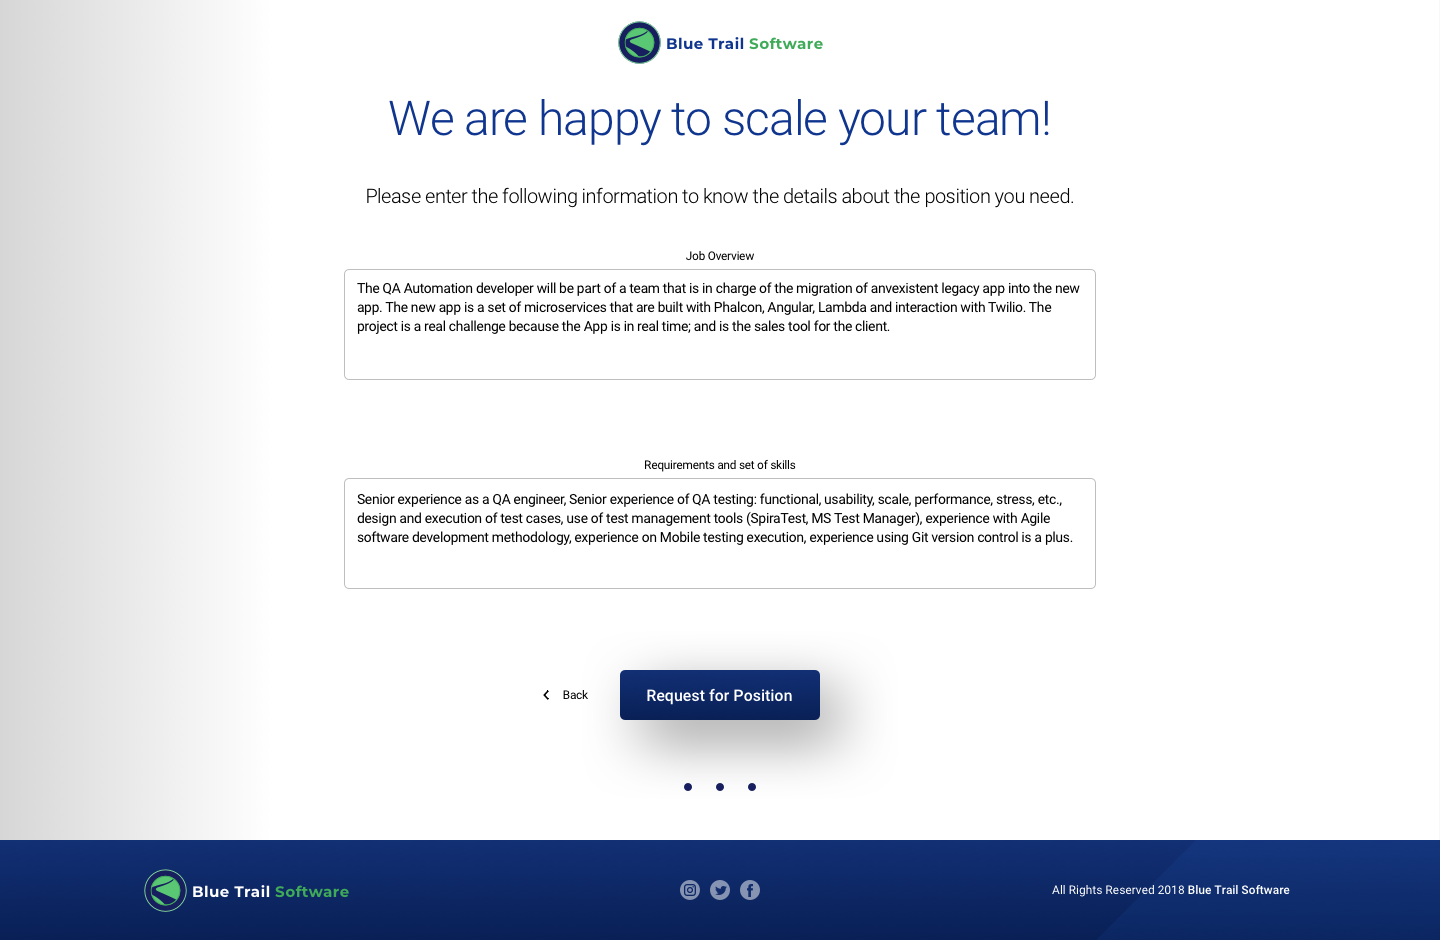 Blue Trail Software
We are happy to scale your team!
Please enter the following information to know the details about the position you need.
Job Overview
The QA Automation developer will be part of a team that is in charge of the migration of anvexistent legacy app into the new
app. The new app is a set of microservices that are built with Phalcon, Angular, Lambda and interaction with Twilio. The
project is a real challenge because the App is in real time; and is the sales tool for the client.
Requirements and set of skills
Senior experience as a QA engineer, Senior experience of QA testing: functional, usability, scale, performance, stress, etc.,
design and execution of test cases, use of test management tools (SpiraTest, MS Test Manager), experience with Agile
software development methodology, experience on Mobile testing execution, experience using Git version control is a plus.
Back
Request for Position
Blue Trail Software
All Rights Reserved 2018 Blue Trail Software